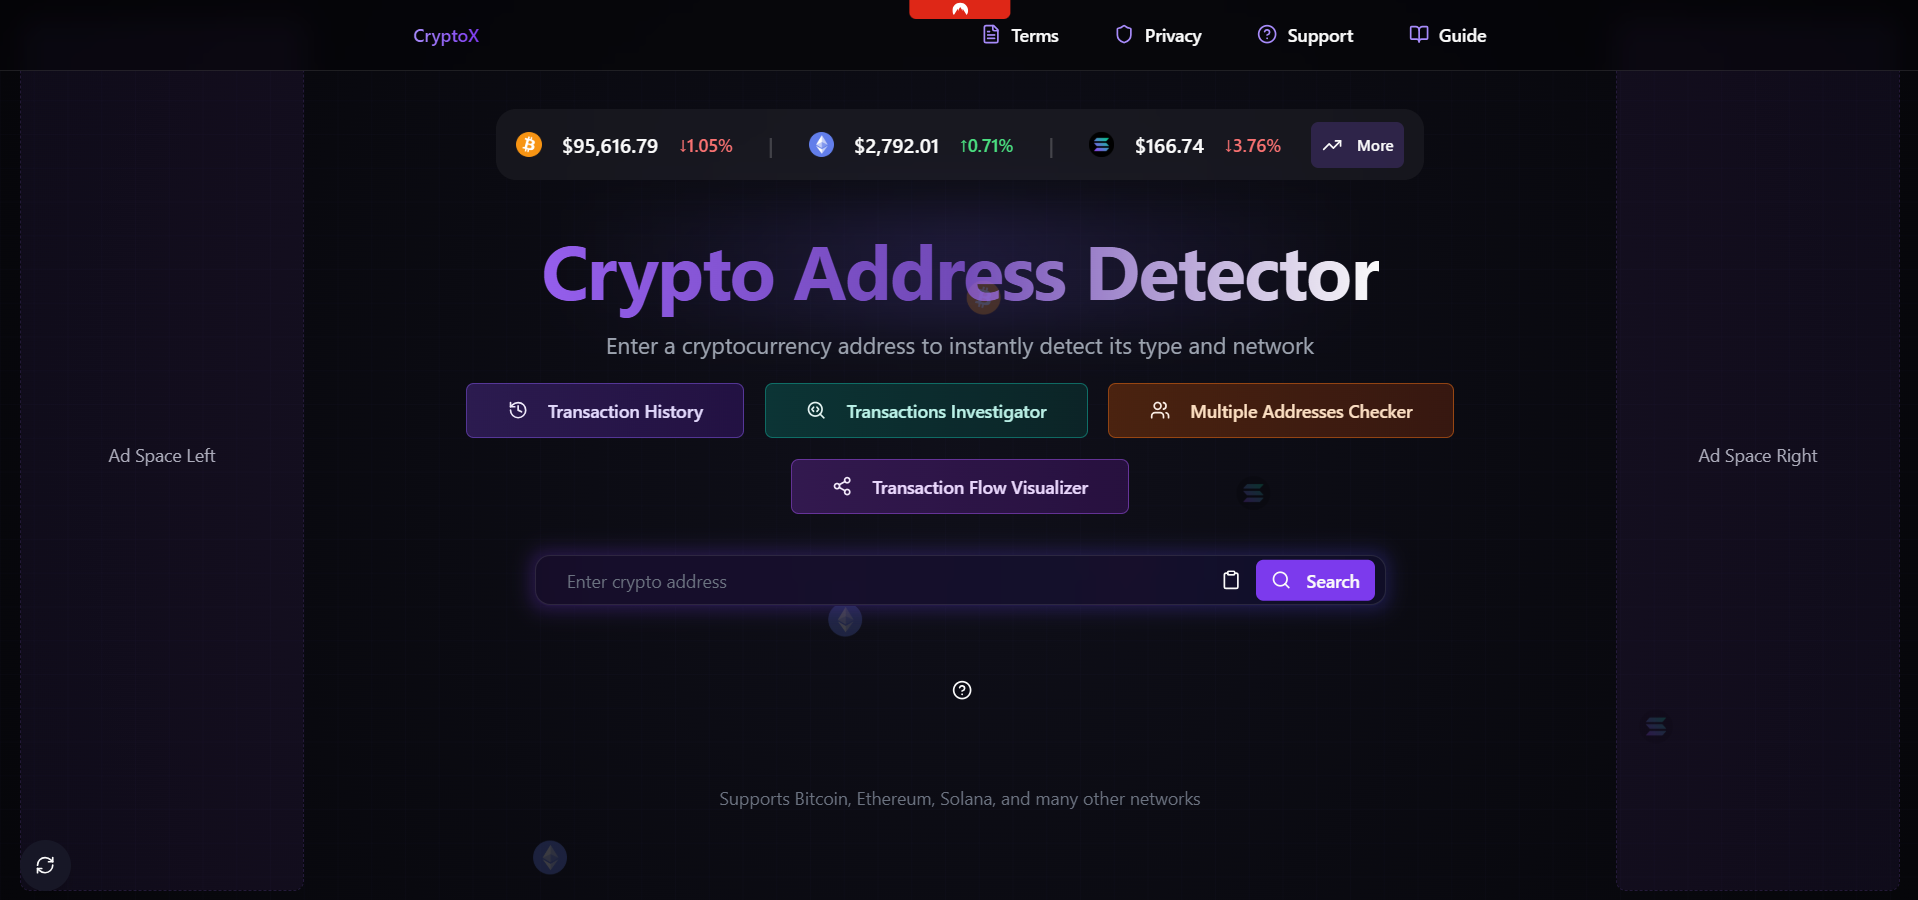 CryptoX
Terms
Privacy
Support
Guide
$95,616.79 ↓1.05% | $2,792.01 ↑0.71% | $166.74 ↓3.76% More
Crypto Address Detector
Enter a cryptocurrency address to instantly detect its type and network
Transaction History
Transactions Investigator
Multiple Addresses Checker
Transaction Flow Visualizer
Ad Space Left
Ad Space Right
Enter crypto address
Search
Supports Bitcoin, Ethereum, Solana, and many other networks